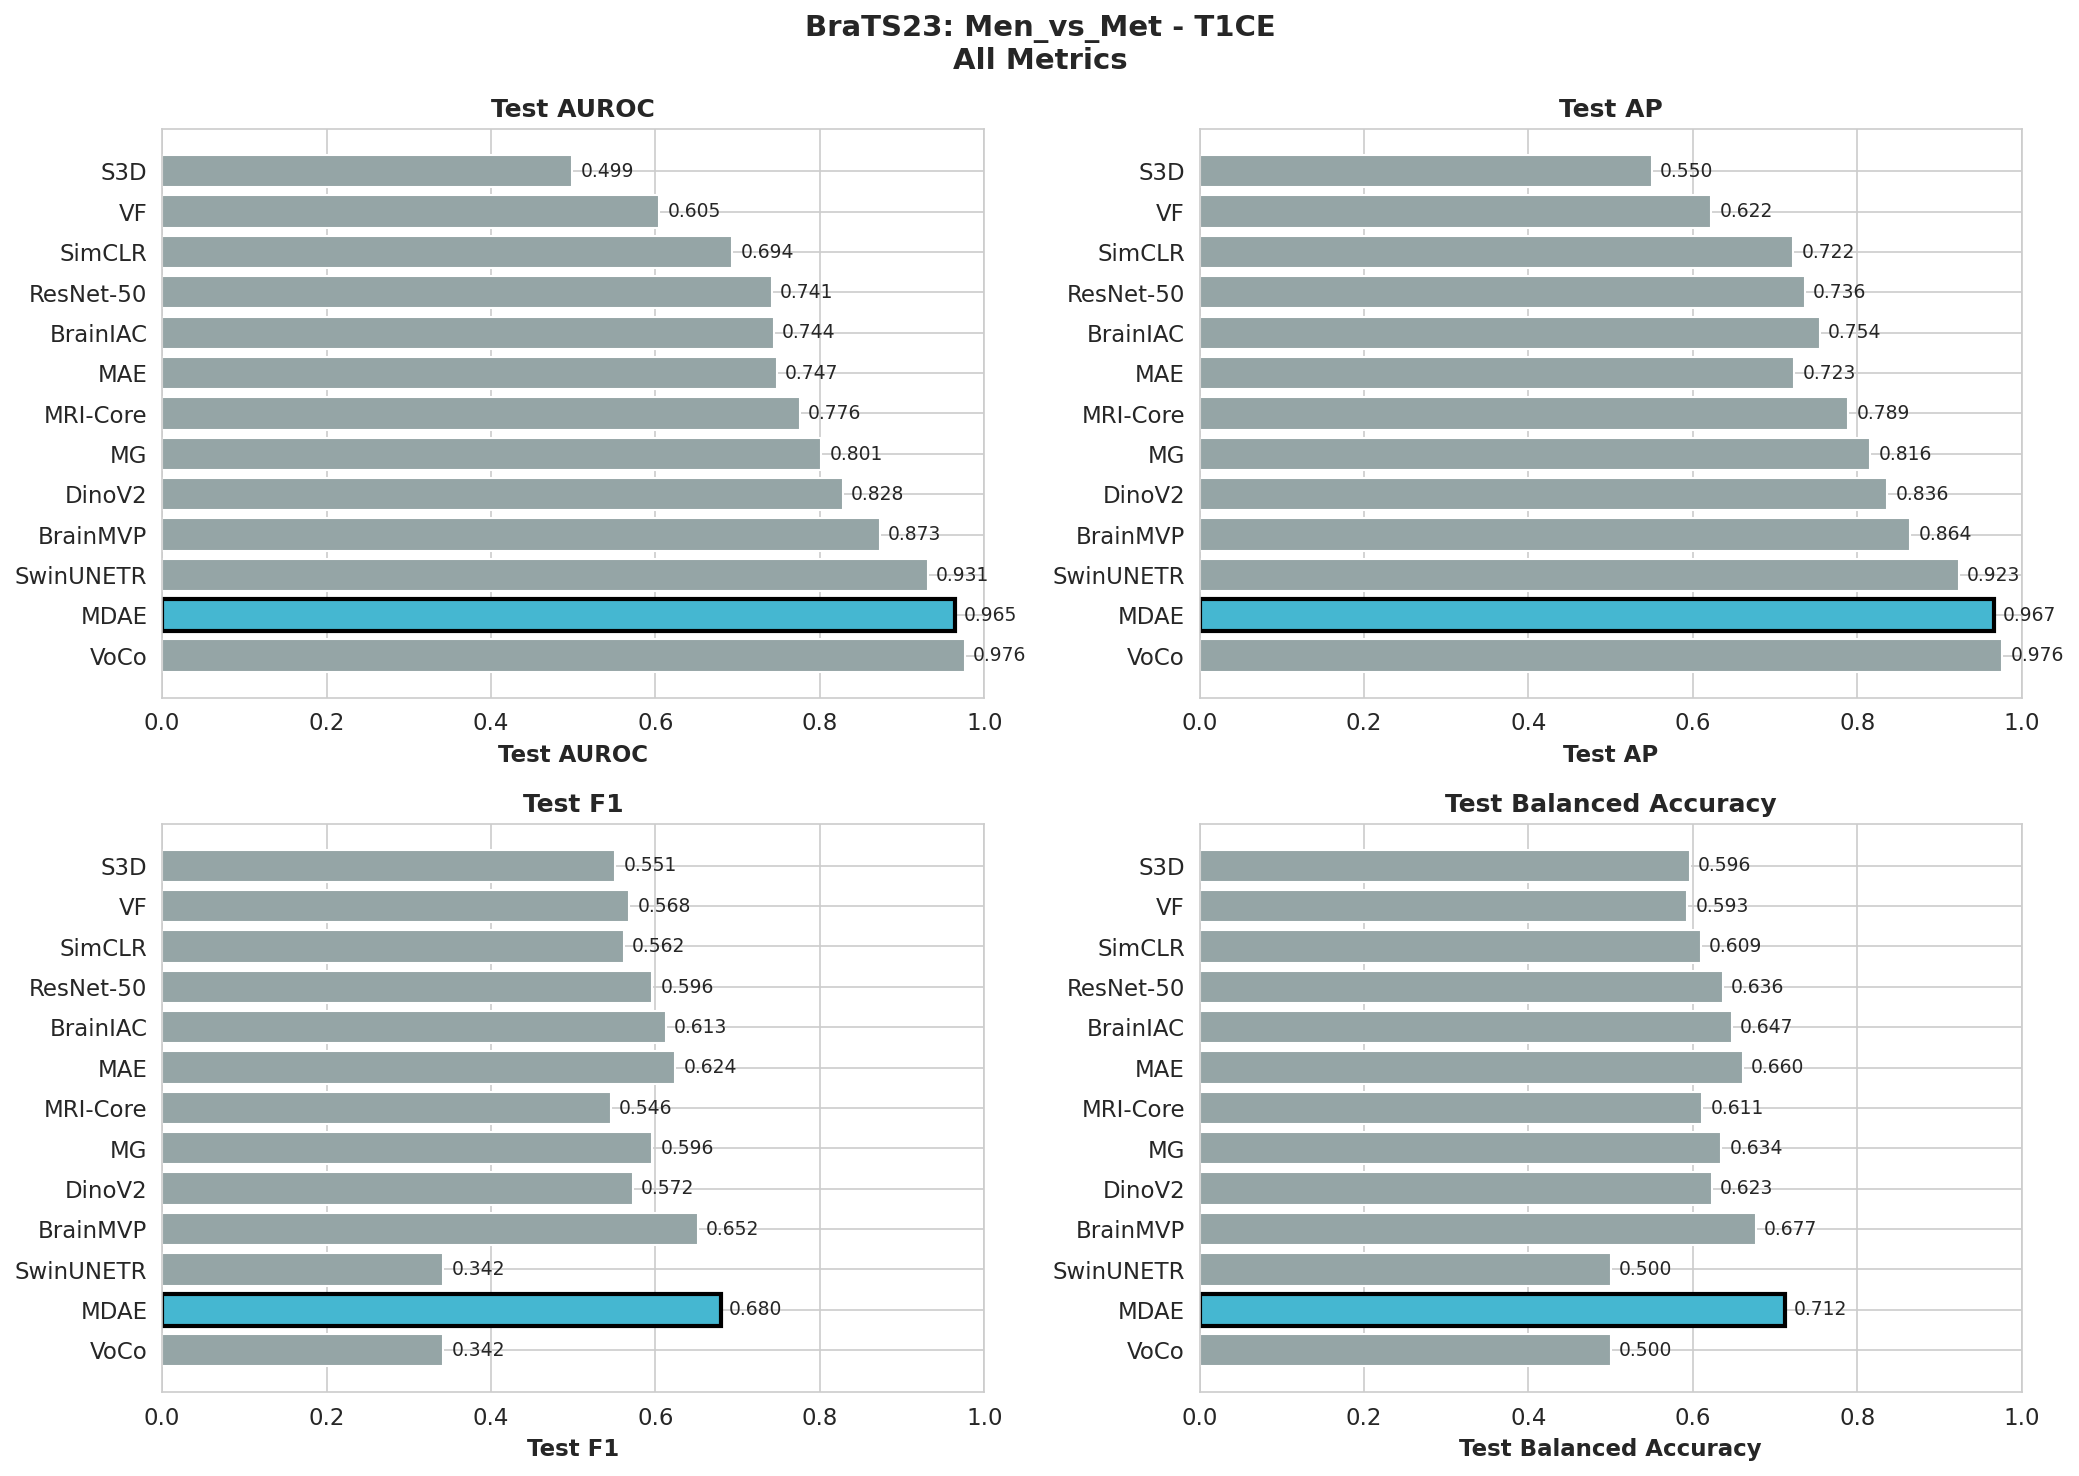 BraTS23: Men_vs_Met - T1CE
All Metrics
Test AUROC
S3D 0.499
VF 0.605
SimCLR 0.694
ResNet-50 0.741
BrainIAC 0.744
MAE 0.747
MRI-Core 0.776
MG 0.801
DinoV2 0.828
BrainMVP 0.873
SwinUNETR 0.931
MDAE 0.965
VoCo 0.976
0.0 0.2 0.4 0.6 0.8 1.0
Test AUROC
Test AP
S3D 0.550
VF 0.622
SimCLR 0.722
ResNet-50 0.736
BrainIAC 0.754
MAE 0.723
MRI-Core 0.789
MG 0.816
DinoV2 0.836
BrainMVP 0.864
SwinUNETR 0.923
MDAE 0.967
VoCo 0.976
0.0 0.2 0.4 0.6 0.8 1.0
Test AP
Test F1
S3D 0.551
VF 0.568
SimCLR 0.562
ResNet-50 0.596
BrainIAC 0.613
MAE 0.624
MRI-Core 0.546
MG 0.596
DinoV2 0.572
BrainMVP 0.652
SwinUNETR 0.342
MDAE 0.680
VoCo 0.342
0.0 0.2 0.4 0.6 0.8 1.0
Test F1
Test Balanced Accuracy
S3D 0.596
VF 0.593
SimCLR 0.609
ResNet-50 0.636
BrainIAC 0.647
MAE 0.660
MRI-Core 0.611
MG 0.634
DinoV2 0.623
BrainMVP 0.677
SwinUNETR 0.500
MDAE 0.712
VoCo 0.500
0.0 0.2 0.4 0.6 0.8 1.0
Test Balanced Accuracy